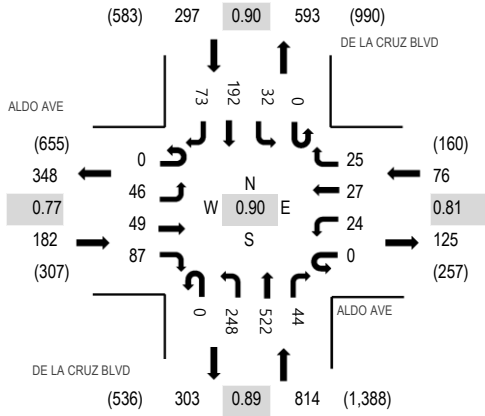 (583) 297 0.90 593 (990)
DE LA CRUZ BLVD
73 192 32 0
ALDO AVE
(655) 0 25 (160)
348 46 N 27 76
0.77 49 W 0.90 E 24 0.81
182 87 S 0 125
(307) (257)
0 248 522 44
ALDO AVE
DE LA CRUZ BLVD
(536) 303 0.89 814 (1,388)